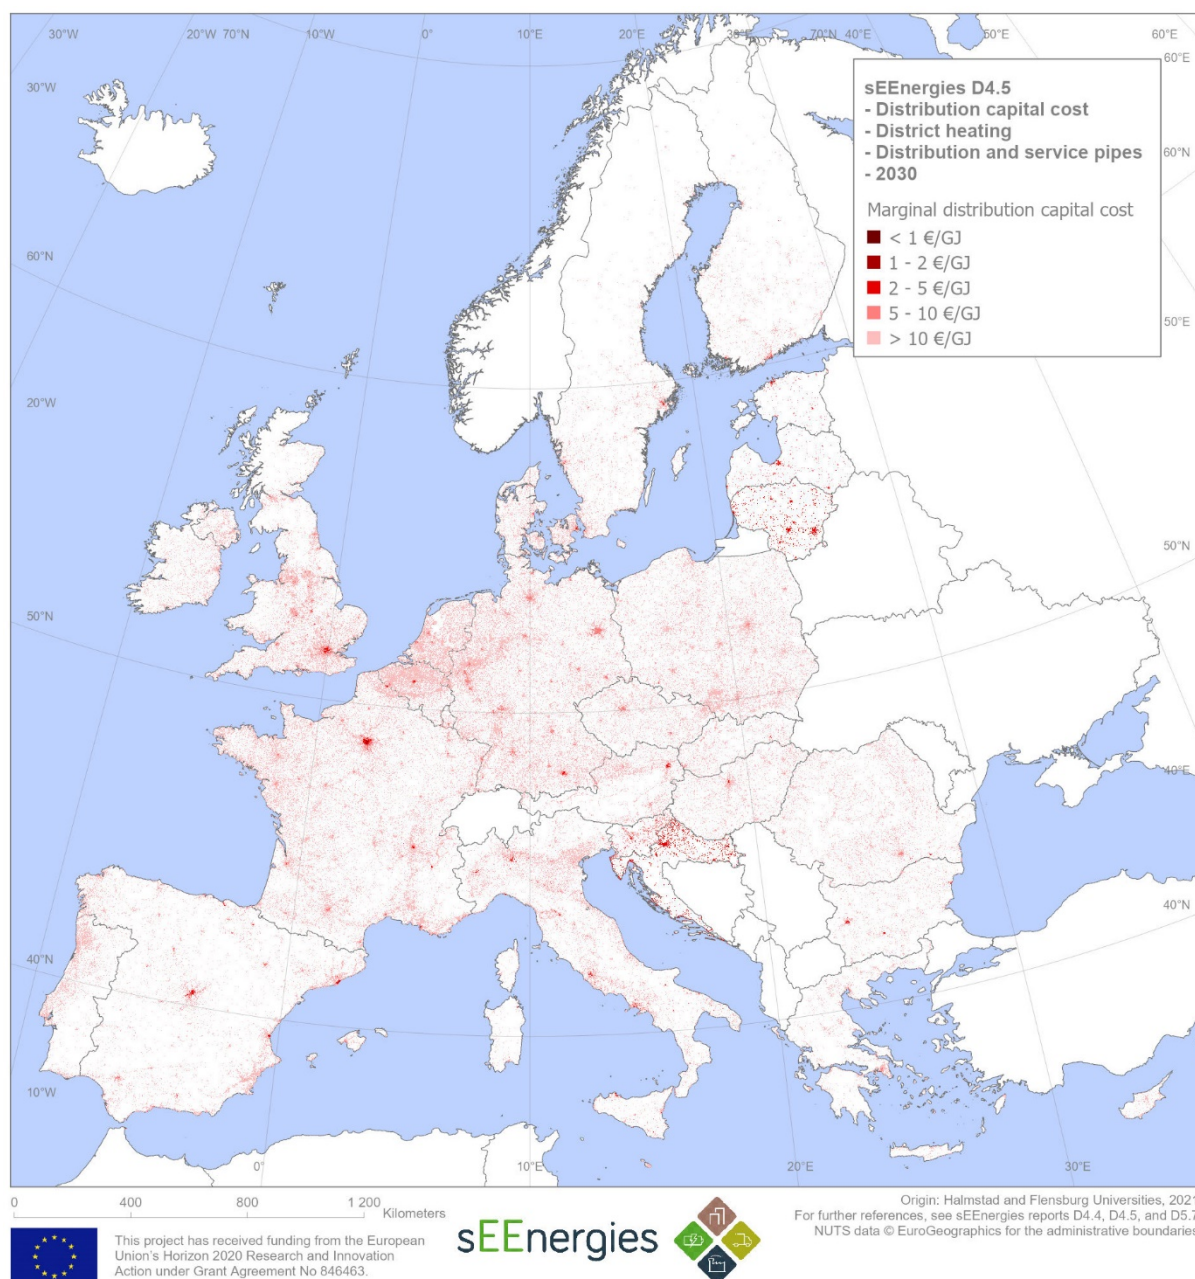 30°W
20°W
70°N
10°W
0°
10°E
20°E
30°E
70°N
40°E
50°E
60°E
60°E
30°W
60°N
20°W
50°N
40°N
10°W
60°N
50°E
50°N
40°E
40°N
sEEnergies D4.5
- Distribution capital cost
- District heating
- Distribution and service pipes
- 2030
Marginal distribution capital cost
< 1 €/GJ
1 - 2 €/GJ
2 - 5 €/GJ
5 - 10 €/GJ
> 10 €/GJ
0°
10°E
20°E
30°E
0
400
800
1 200
Kilometers
This project has received funding from the European
Union's Horizon 2020 Research and Innovation
Action under Grant Agreement No 846463.
sEEnergies
Origin: Halmstad and Flensburg Universities, 2021
For further references, see sEEnergies reports D4.4, D4.5, and D5.7
NUTS data © EuroGeographics for the administrative boundaries